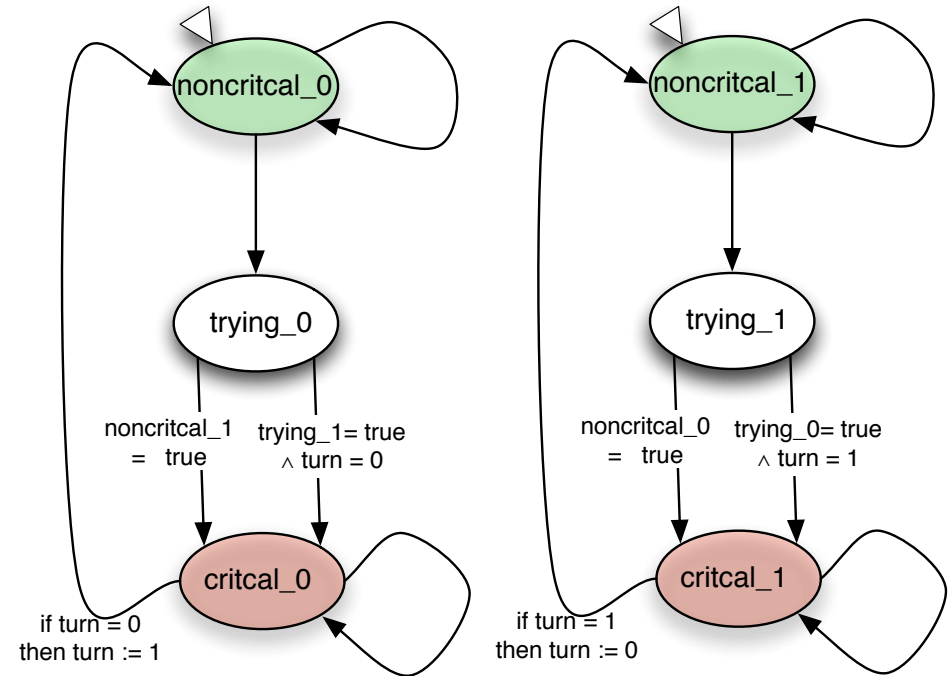 noncritcal_0
trying_0
noncritcal_1
= true
trying_1= true
∧ turn = 0
critcal_0
if turn = 0
then turn := 1
noncritcal_1
trying_1
noncritcal_0
= true
trying_0= true
∧ turn = 1
critcal_1
if turn = 1
then turn := 0